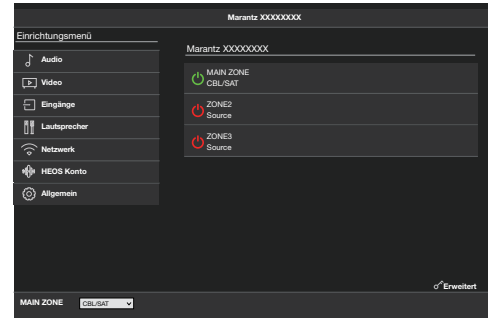 Marantz XXXXXXXX
Einrichtungsmenü
Audio
Video
Eingänge
Lautsprecher
Netzwerk
HEOS Konto
Allgemein
Marantz XXXXXXXX
MAIN ZONE
CBL/SAT
ZONE2
Source
ZONE3
Source
Erweitert
MAIN ZONE
CBL/SAT